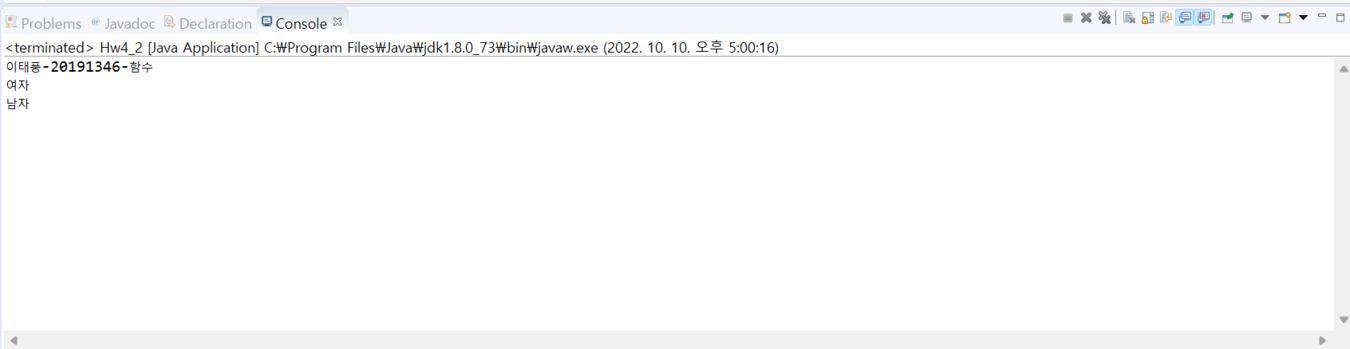 Problems Javadoc Declaration Console
<terminated> Hw4_2 [Java Application] C:₩Program Files₩Java₩jdk1.8.0_73₩bin₩javaw.exe (2022. 10. 10. 오후 5:00:16)
이태풍-20191346-함수
여자
남자